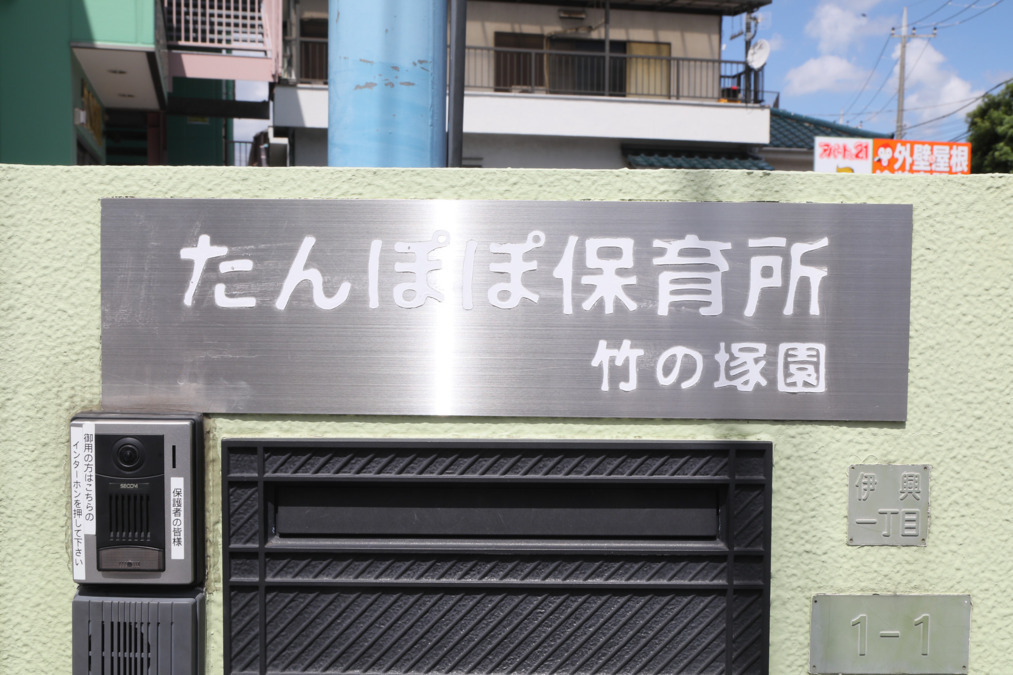 外壁屋根
たんぽぽ保育所
竹の塚園
御用の方はこちらの
インターホンを押して下さい
保護者の皆様
伊興
一丁目
1-1